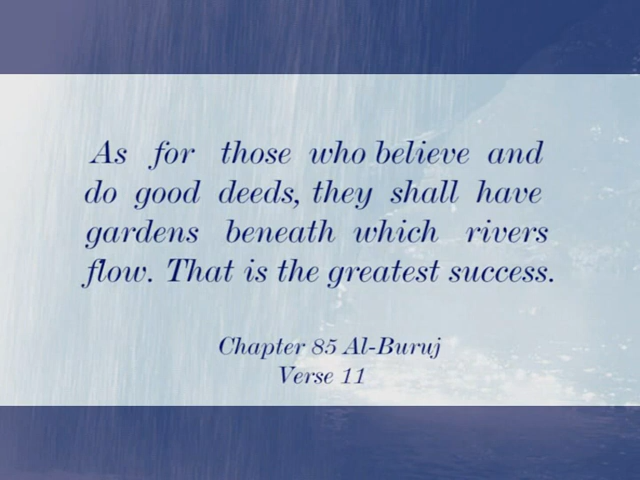 As for those who believe and
do good deeds, they shall have
gardens beneath which rivers
flow. That is the greatest success.
Chapter 85 Al-Buruj
Verse 11